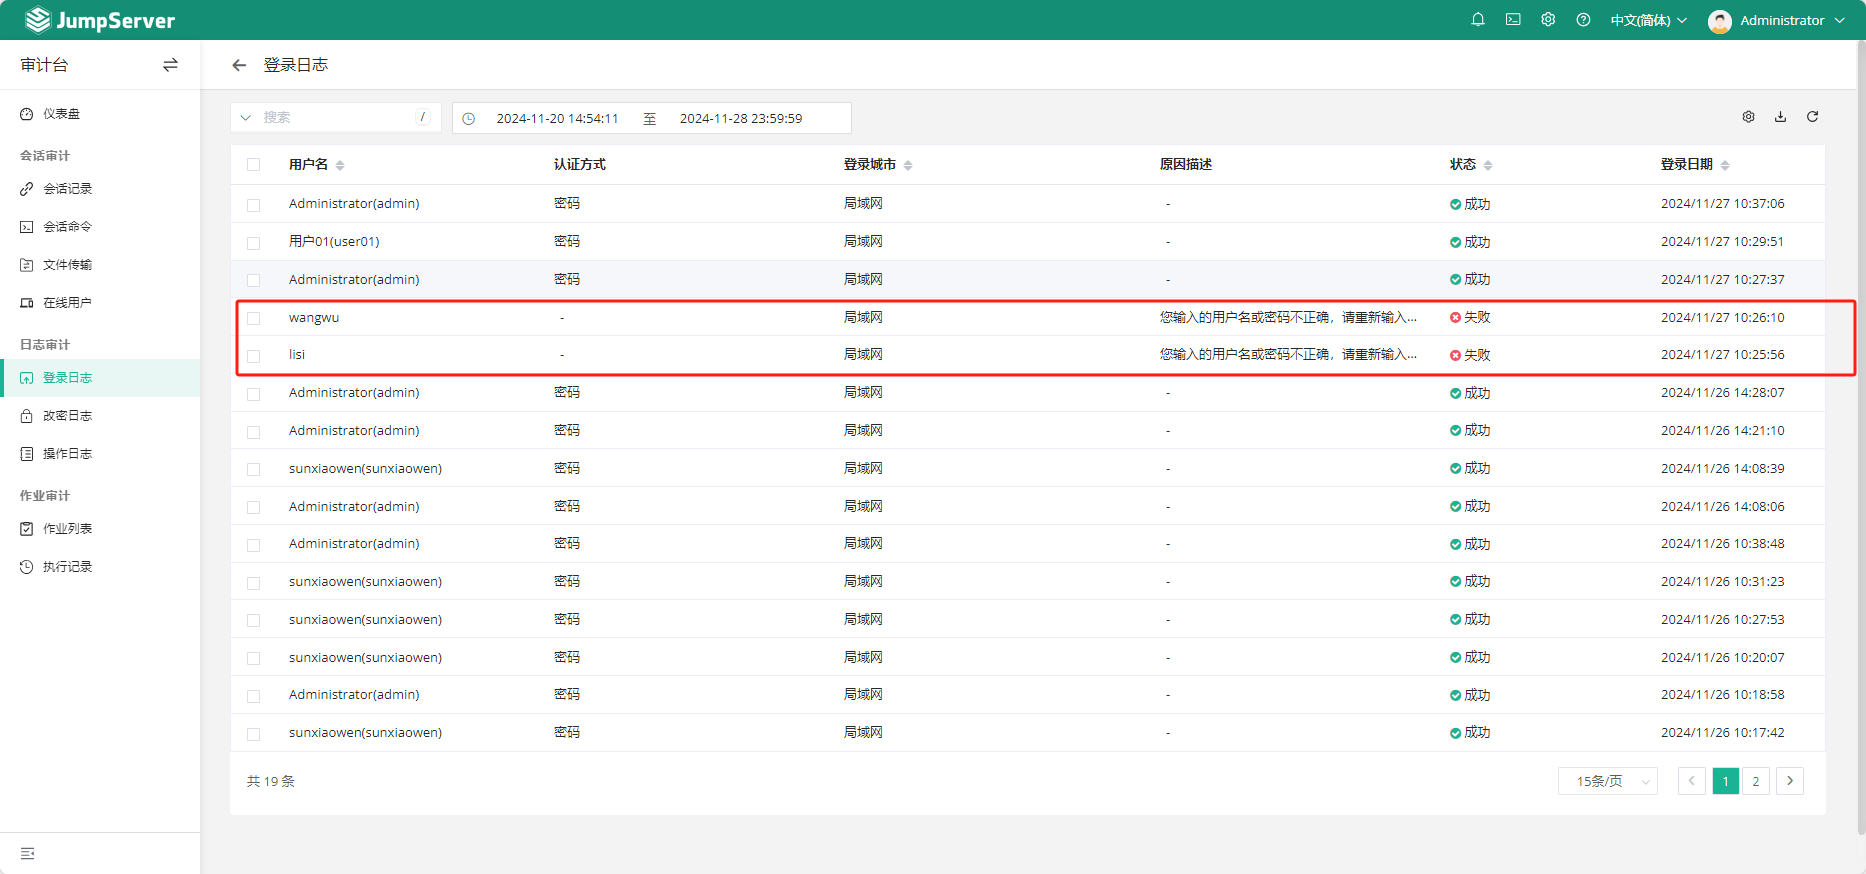 JumpServer
中文(简体)
Administrator
审计台
登录日志
仪表盘
会话审计
会话记录
会话命令
文件传输
在线用户
日志审计
登录日志
改密日志
操作日志
作业审计
作业列表
执行记录
搜索
/
2024-11-20 14:54:11 至 2024-11-28 23:59:59
用户名 认证方式 登录城市 原因描述 状态 登录日期
Administrator(admin) 密码 局域网 - 成功 2024/11/27 10:37:06
用户01(user01) 密码 局域网 - 成功 2024/11/27 10:29:51
Administrator(admin) 密码 局域网 - 成功 2024/11/27 10:27:37
wangwu - 局域网 您输入的用户名或密码不正确，请重新输入... 失败 2024/11/27 10:26:10
lisi - 局域网 您输入的用户名或密码不正确，请重新输入... 失败 2024/11/27 10:25:56
Administrator(admin) 密码 局域网 - 成功 2024/11/26 14:28:07
Administrator(admin) 密码 局域网 - 成功 2024/11/26 14:21:10
sunxiaowen(sunxiaowen) 密码 局域网 - 成功 2024/11/26 14:08:39
Administrator(admin) 密码 局域网 - 成功 2024/11/26 14:08:06
Administrator(admin) 密码 局域网 - 成功 2024/11/26 10:38:48
sunxiaowen(sunxiaowen) 密码 局域网 - 成功 2024/11/26 10:31:23
sunxiaowen(sunxiaowen) 密码 局域网 - 成功 2024/11/26 10:27:53
sunxiaowen(sunxiaowen) 密码 局域网 - 成功 2024/11/26 10:20:07
Administrator(admin) 密码 局域网 - 成功 2024/11/26 10:18:58
sunxiaowen(sunxiaowen) 密码 局域网 - 成功 2024/11/26 10:17:42
共 19 条
15条/页
1 2